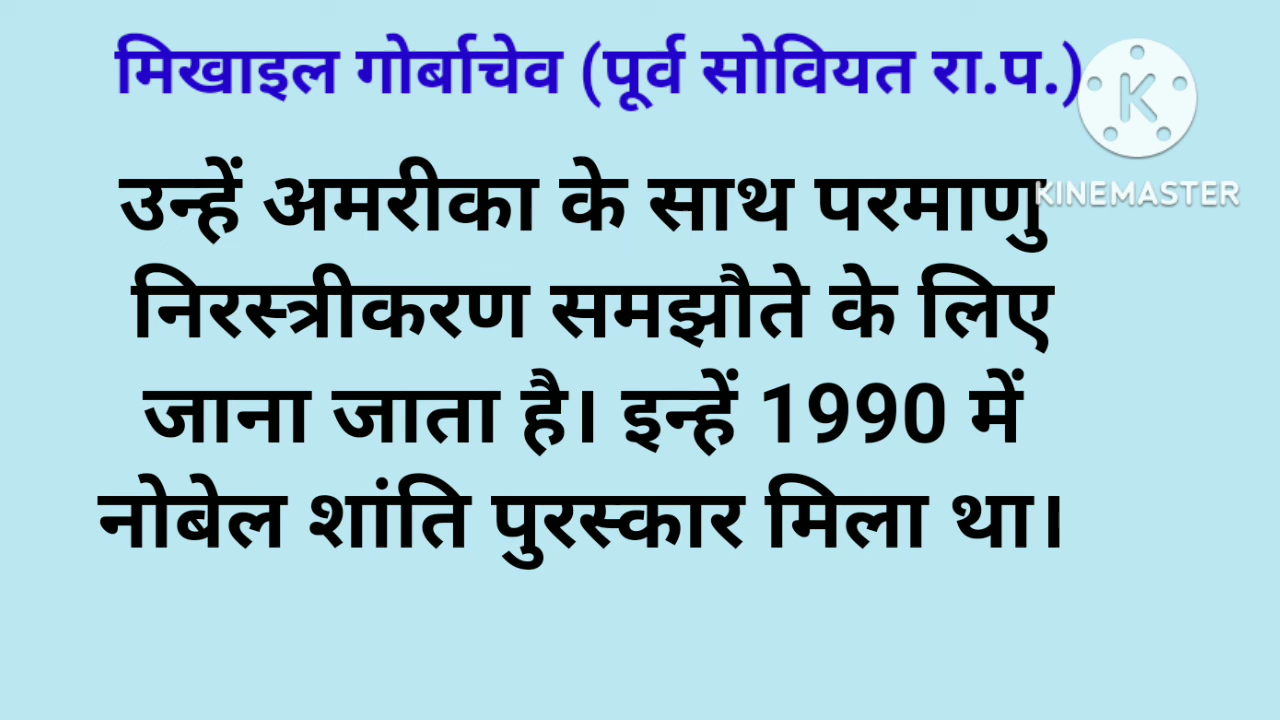 मिखाइल गोर्बाचेव (पूर्व सोवियत रा.प.)
K
KINEMASTER
उन्हें अमरीका के साथ परमाणु
निरस्त्रीकरण समझौते के लिए
जाना जाता है। इन्हें 1990 में
नोबेल शांति पुरस्कार मिला था।